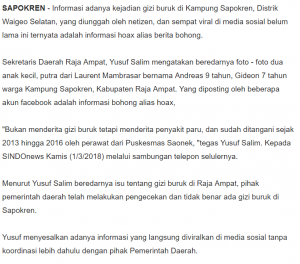 SAPOKREN - Informasi adanya kejadian gizi buruk di Kampung Sapokren, Distrik
Waigeo Selatan, yang diunggah oleh netizen, dan sempat viral di media sosial belum
lama ini ternyata adalah informasi hoax alias berita bohong.
Sekretaris Daerah Raja Ampat, Yusuf Salim mengatakan beredarnya foto - foto dua
anak kecil, putra dari Laurent Mambrasar bernama Andreas 9 tahun, Gideon 7 tahun
warga Kampung Sapokren, Kabupaten Raja Ampat. Yang diposting oleh beberapa
akun facebook adalah informasi bohong alias hoax,
"Bukan menderita gizi buruk tetapi menderita penyakit paru, dan sudah ditangani sejak
2013 hingga 2016 oleh perawat dari Puskesmas Saonek, "tegas Yusuf Salim. Kepada
SINDOnews Kamis (1/3/2018) melalui sambungan telepon selulernya.
Menurut Yusuf Salim beredarnya isu tentang gizi buruk di Raja Ampat, pihak
pemerintah daerah telah melakukan pengecekan dan tidak benar ada gizi buruk di
Sapokren.
Yusuf menyesalkan adanya informasi yang langsung diviralkan di media sosial tanpa
koordinasi lebih dahulu dengan pihak Pemerintah Daerah.